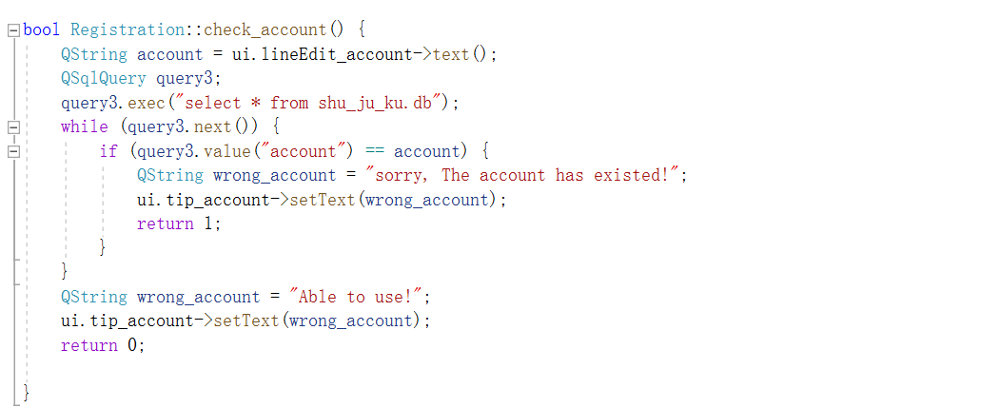 bool Registration::check_account() {
    QString account = ui.lineEdit_account->text();
    QSqlQuery query3;
    query3.exec("select * from shu_ju_ku.db");
    while (query3.next()) {
        if (query3.value("account") == account) {
            QString wrong_account = "sorry, The account has existed!";
            ui.tip_account->setText(wrong_account);
            return 1;
        }
    }
    QString wrong_account = "Able to use!";
    ui.tip_account->setText(wrong_account);
    return 0;
}